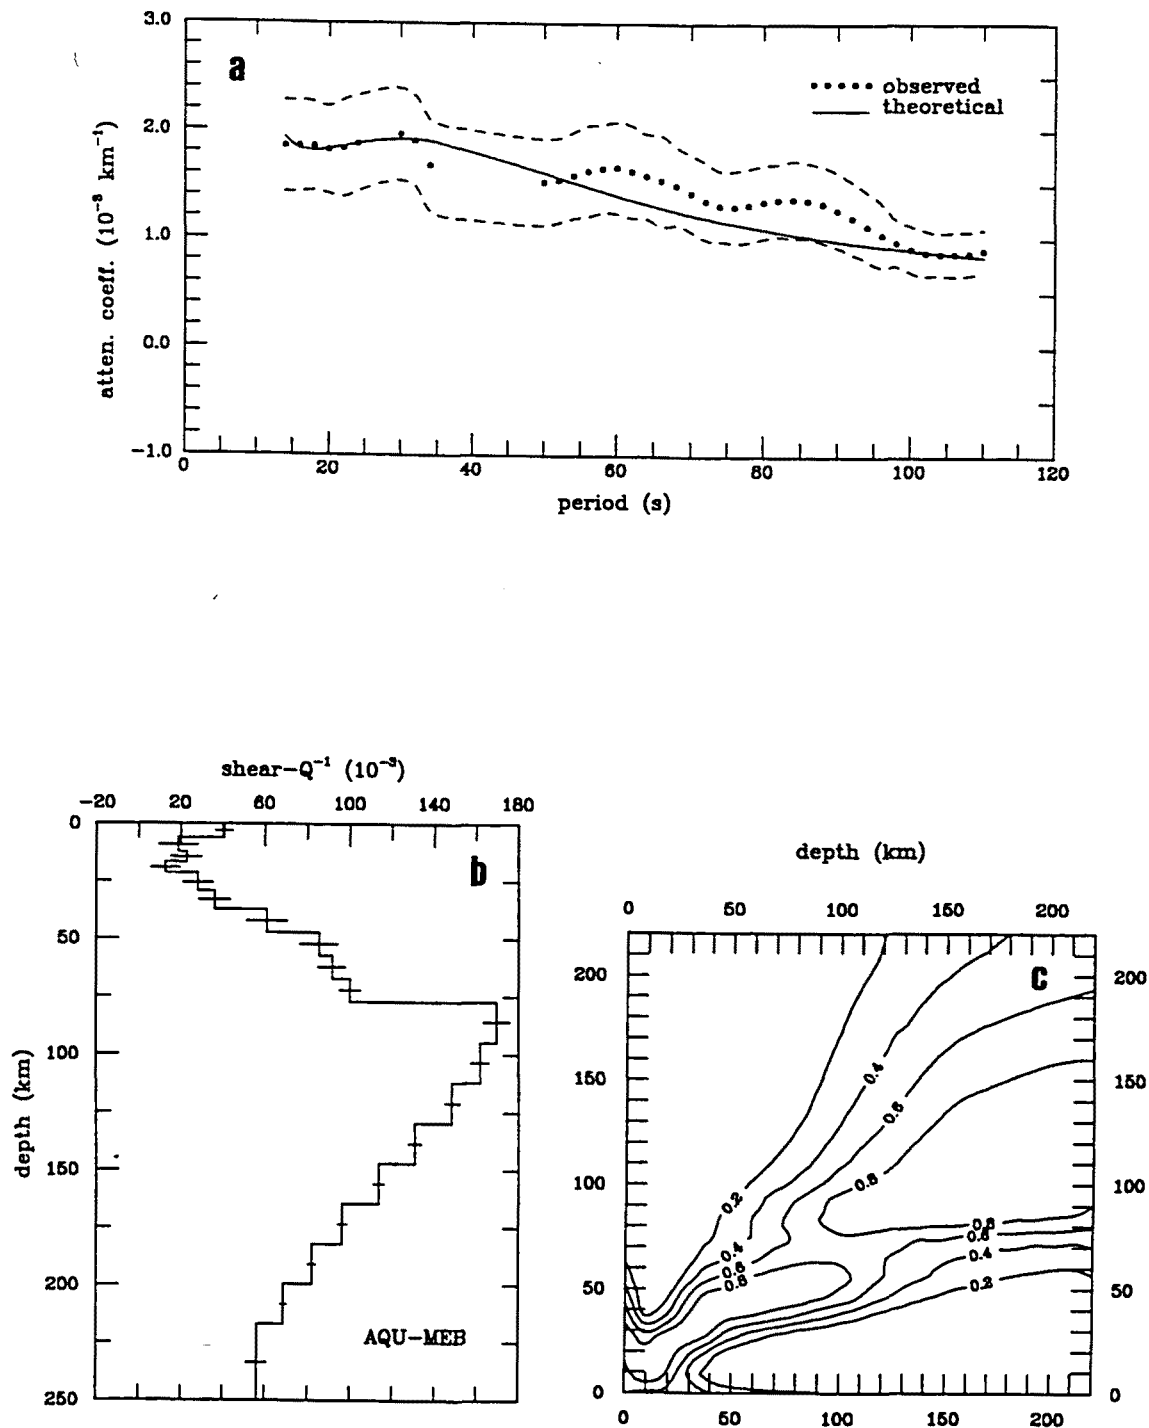 3.0
a
observed
theoretical
2.0
1.0
0.0
-1.0
atten. coeff. (10⁻³ km⁻¹)
0 20 40 60 80 100 120
period (s)
shear-Q⁻¹ (10⁻³)
-20 20 60 100 140 180
0
b
50
100
150
200
250
depth (km)
AQU-MEB
depth (km)
0 50 100 150 200
c
200 200
150 150
100 100
50 50
0 0
0.4
0.6
0.8
0.2
0.8
0.6
0.4
0.2
0.4
0.6
0.8
0 50 100 150 200